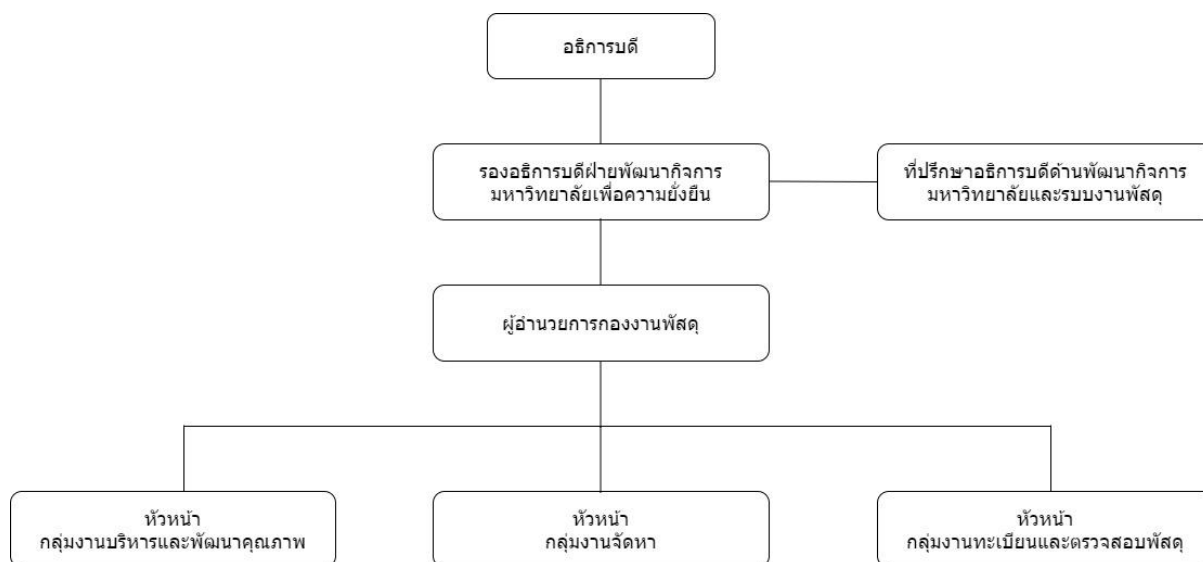 อธิการบดี
รองอธิการบดีฝ่ายพัฒนากิจการ
มหาวิทยาลัยเพื่อความยั่งยืน
ที่ปรึกษาอธิการบดีด้านพัฒนากิจการ
มหาวิทยาลัยและระบบงานพัสดุ
ผู้อำนวยการกองงานพัสดุ
หัวหน้า
กลุ่มงานบริหารและพัฒนาคุณภาพ
หัวหน้า
กลุ่มงานจัดหา
หัวหน้า
กลุ่มงานทะเบียนและตรวจสอบพัสดุ